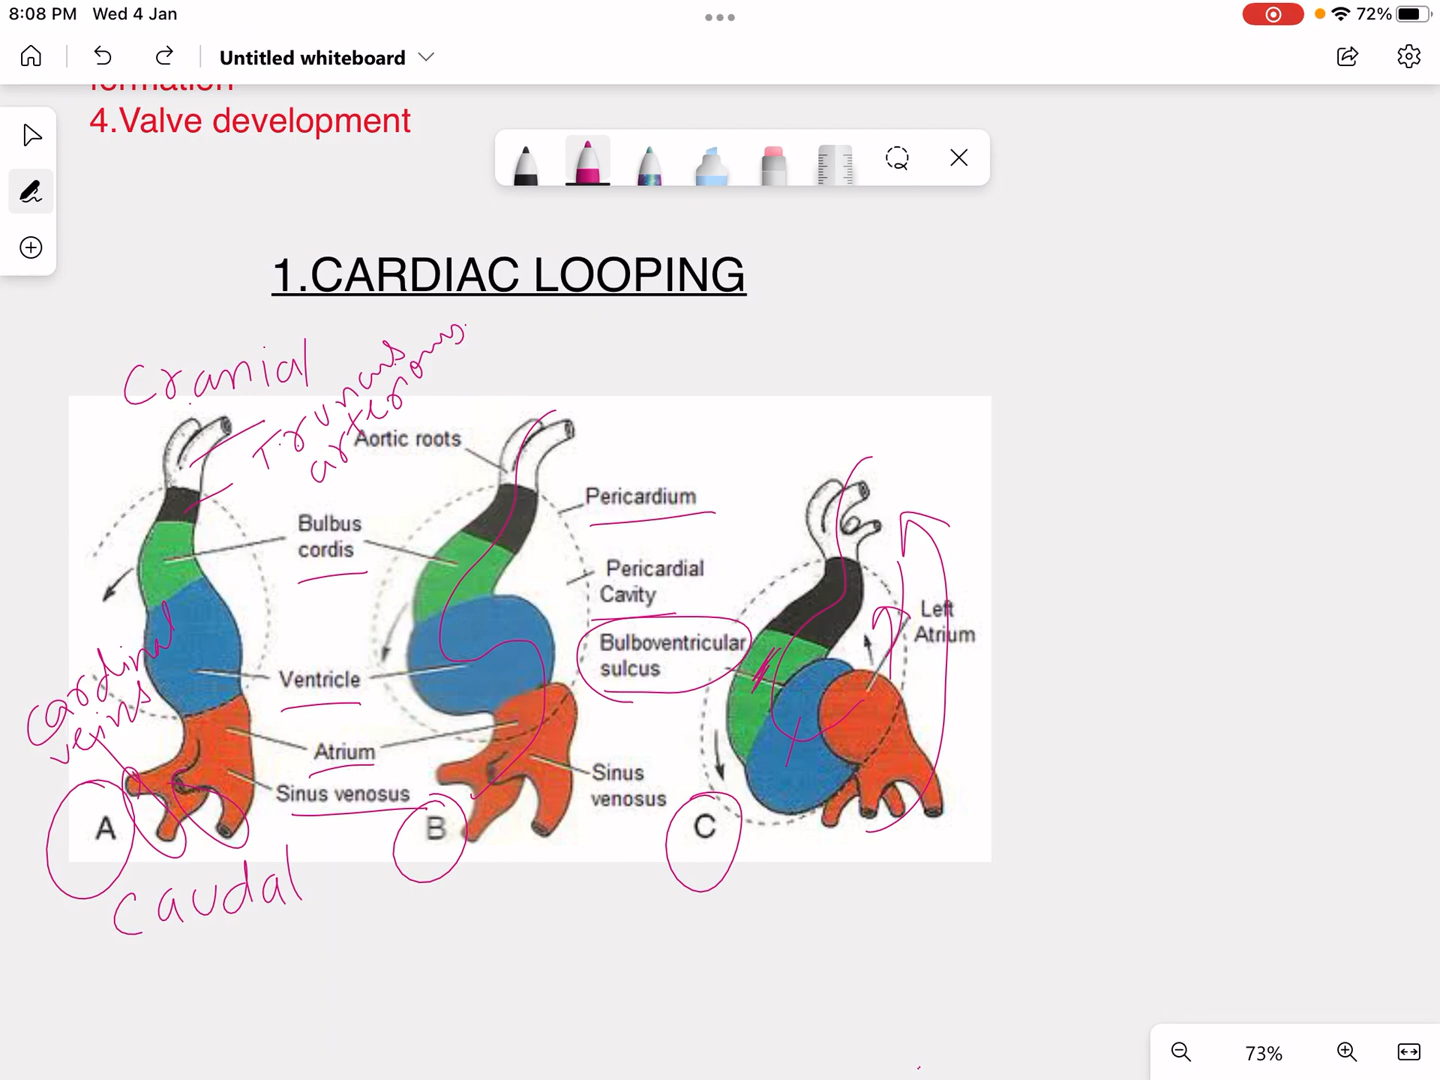 8:08 PM Wed 4 Jan
72%
Untitled whiteboard
formation
4.Valve development
1.CARDIAC LOOPING
Cranial
Truncus
arteriosus
Aortic roots
Bulbus
cordis
Pericardium
Pericardial
Cavity
Bulboventricular
sulcus
Left
Atrium
Cardinal
veins
Ventricle
Atrium
Sinus venosus
Sinus
venosus
A
B
C
Caudal
73%